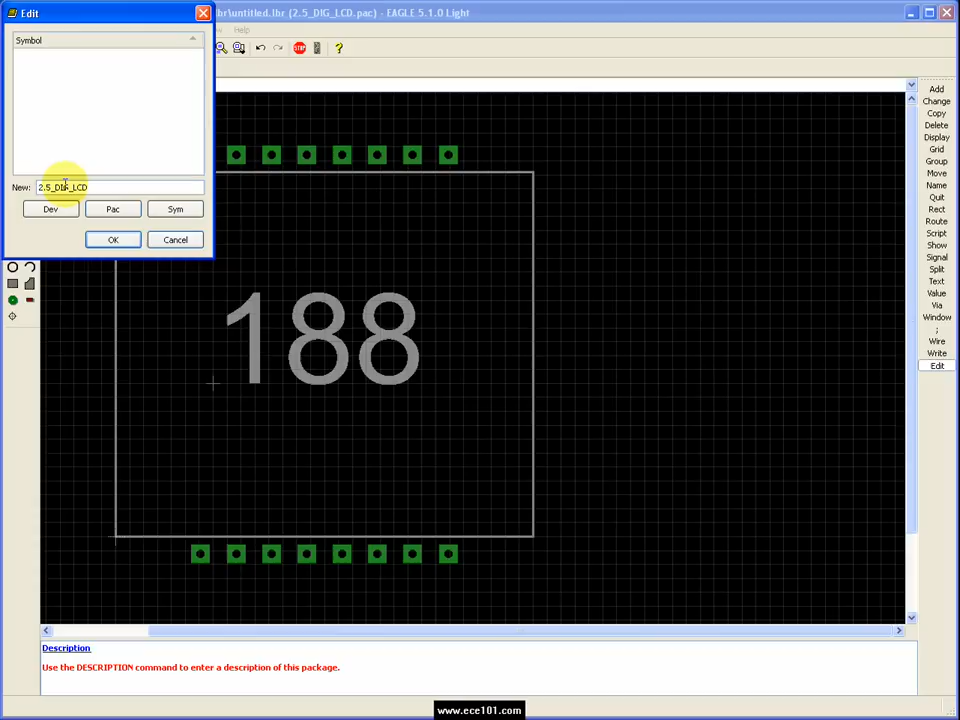 Edit
lbr\untitled.lbr (2.5_DIG_LCD.pac) - EAGLE 5.1.0 Light
Help
Symbol
New: 2.5_DIG_LCD
Dev Pac Sym
OK Cancel
STOP
?
Add
Change
Copy
Delete
Display
Grid
Group
Move
Name
Quit
Rect
Route
Script
Show
Signal
Split
Text
Value
Via
Window
;
Wire
Write
Edit
188
Description
Use the DESCRIPTION command to enter a description of this package.
www.ece101.com